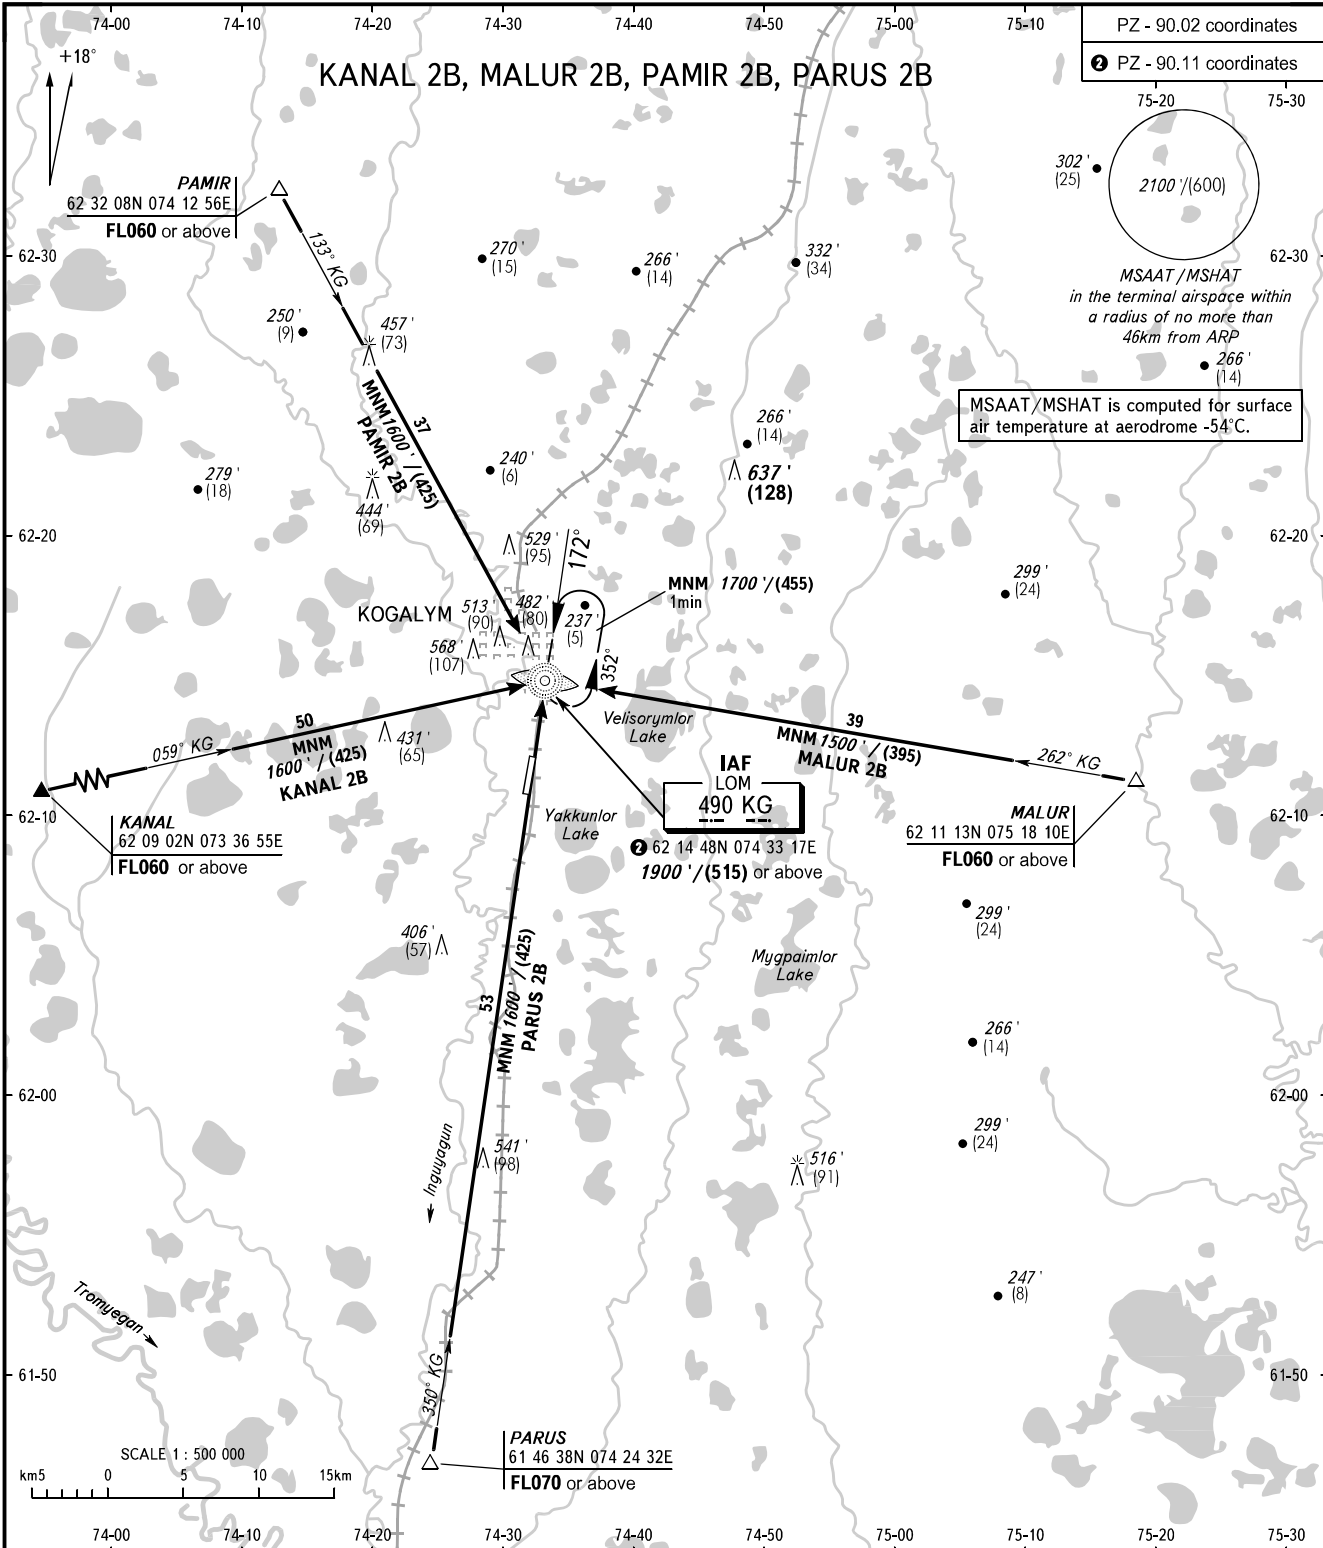 74-00 74-10 74-20 74-30 74-40 74-50 75-10
PZ - 90.02 coordinates
❷ PZ - 90.11 coordinates
+18°
KANAL 2B, MALUR 2B, PAMIR 2B, PARUS 2B
75-20 75-30
PAMIR
62 32 08N 074 12 56E
FL060 or above
133° KG
302 '
(25)
2100 '/(600)
MSAAT/MSHAT
in the terminal airspace within
a radius of no more than
46km from ARP
62-30
62-30
270 '
(15)
266 '
(14)
332 '
(34)
250 '
(9)
457 '
(73)
266 '
(14)
MSAAT/MSHAT is computed for surface
air temperature at aerodrome -54°C.
37
MNM 1600 ' / (425)
PAMIR 2B
266 '
(14)
637 '
(128)
240 '
(6)
279 '
(18)
444 '
(69)
62-20
62-20
529 '
(95)
172°
MNM 1700 '/(455)
1min
299 '
(24)
KOGALYM
513 '
(90)
482 '
(80)
237 '
(5)
568 '
(107)
352°
Velisorymlor
Lake
50
059° KG
MNM
1600 ' / (425)
KANAL 2B
431 '
(65)
39
MNM 1500 ' / (395)
MALUR 2B
262° KG
IAF
LOM
490 KG
❷ 62 14 48N 074 33 17E
1900 '/(515) or above
62-10
62-10
KANAL
62 09 02N 073 36 55E
FL060 or above
Yakkunlor
Lake
MALUR
62 11 13N 075 18 10E
FL060 or above
299 '
(24)
406 '
(57)
Mygpaimlor
Lake
53
MNM 1600 ' / (425)
PARUS 2B
266 '
(14)
62-00
62-00
299 '
(24)
541 '
(98)
516 '
(91)
Inguyagun
247 '
(8)
Tromyegan
61-50
61-50
350° KG
PARUS
61 46 38N 074 24 32E
FL070 or above
SCALE 1 : 500 000
km5 0 5 10 15km
74-00 74-10 74-20 74-30 74-40 74-50 75-00 75-10 75-20 75-30